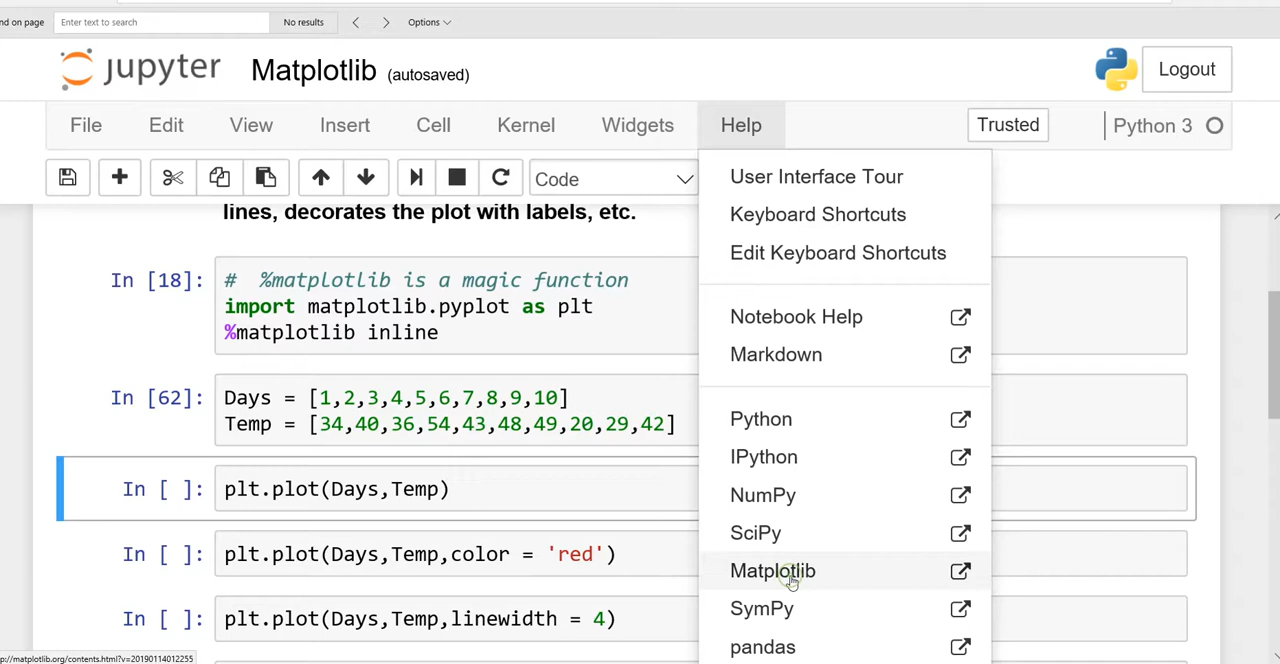 nd on page Enter text to search No results Options
jupyter Matplotlib (autosaved) Logout
File Edit View Insert Cell Kernel Widgets Help Trusted Python 3
Code
User Interface Tour
Keyboard Shortcuts
Edit Keyboard Shortcuts
Notebook Help
Markdown
Python
IPython
NumPy
SciPy
Matplotlib
SymPy
pandas
lines, decorates the plot with labels, etc.
In [18]: # %matplotlib is a magic function
import matplotlib.pyplot as plt
%matplotlib inline
In [62]: Days = [1,2,3,4,5,6,7,8,9,10]
Temp = [34,40,36,54,43,48,49,20,29,42]
In [ ]: plt.plot(Days,Temp)
In [ ]: plt.plot(Days,Temp,color = 'red')
In [ ]: plt.plot(Days,Temp,linewidth = 4)
p://matplotlib.org/contents.html?v=20190114012255